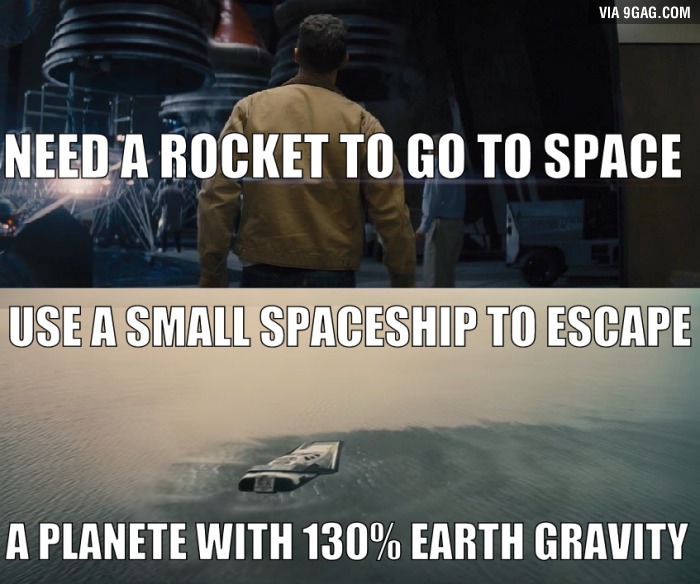 VIA 9GAG.COM
NEED A ROCKET TO GO TO SPACE
USE A SMALL SPACESHIP TO ESCAPE
A PLANETE WITH 130% EARTH GRAVITY